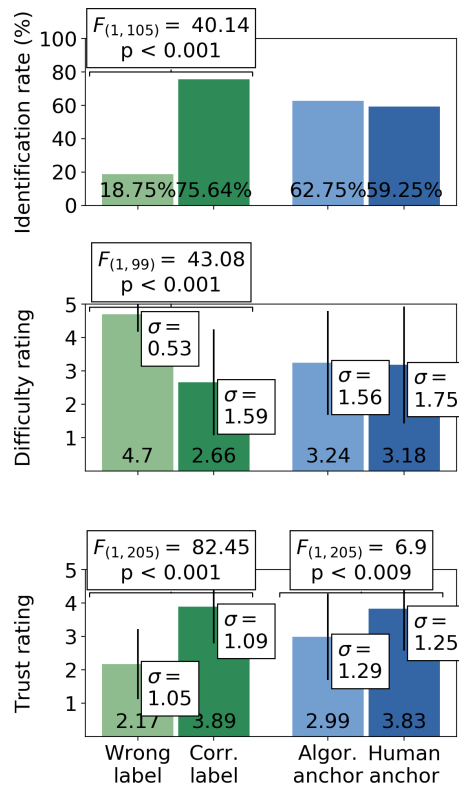 F(1, 105) = 40.14
p < 0.001
Identification rate (%)
100
80
60
40
20
0
18.75% 75.64% 62.75% 59.25%
F(1, 99) = 43.08
p < 0.001
Difficulty rating
5
4
3
2
1
σ =
0.53
σ =
1.59
σ =
1.56
σ =
1.75
4.7 2.66 3.24 3.18
F(1, 205) = 82.45
p < 0.001
F(1, 205) = 6.9
p < 0.009
Trust rating
5
4
3
2
1
σ =
1.05
σ =
1.09
σ =
1.29
σ =
1.25
2.17 3.89 2.99 3.83
Wrong
label
Corr.
label
Algor.
anchor
Human
anchor